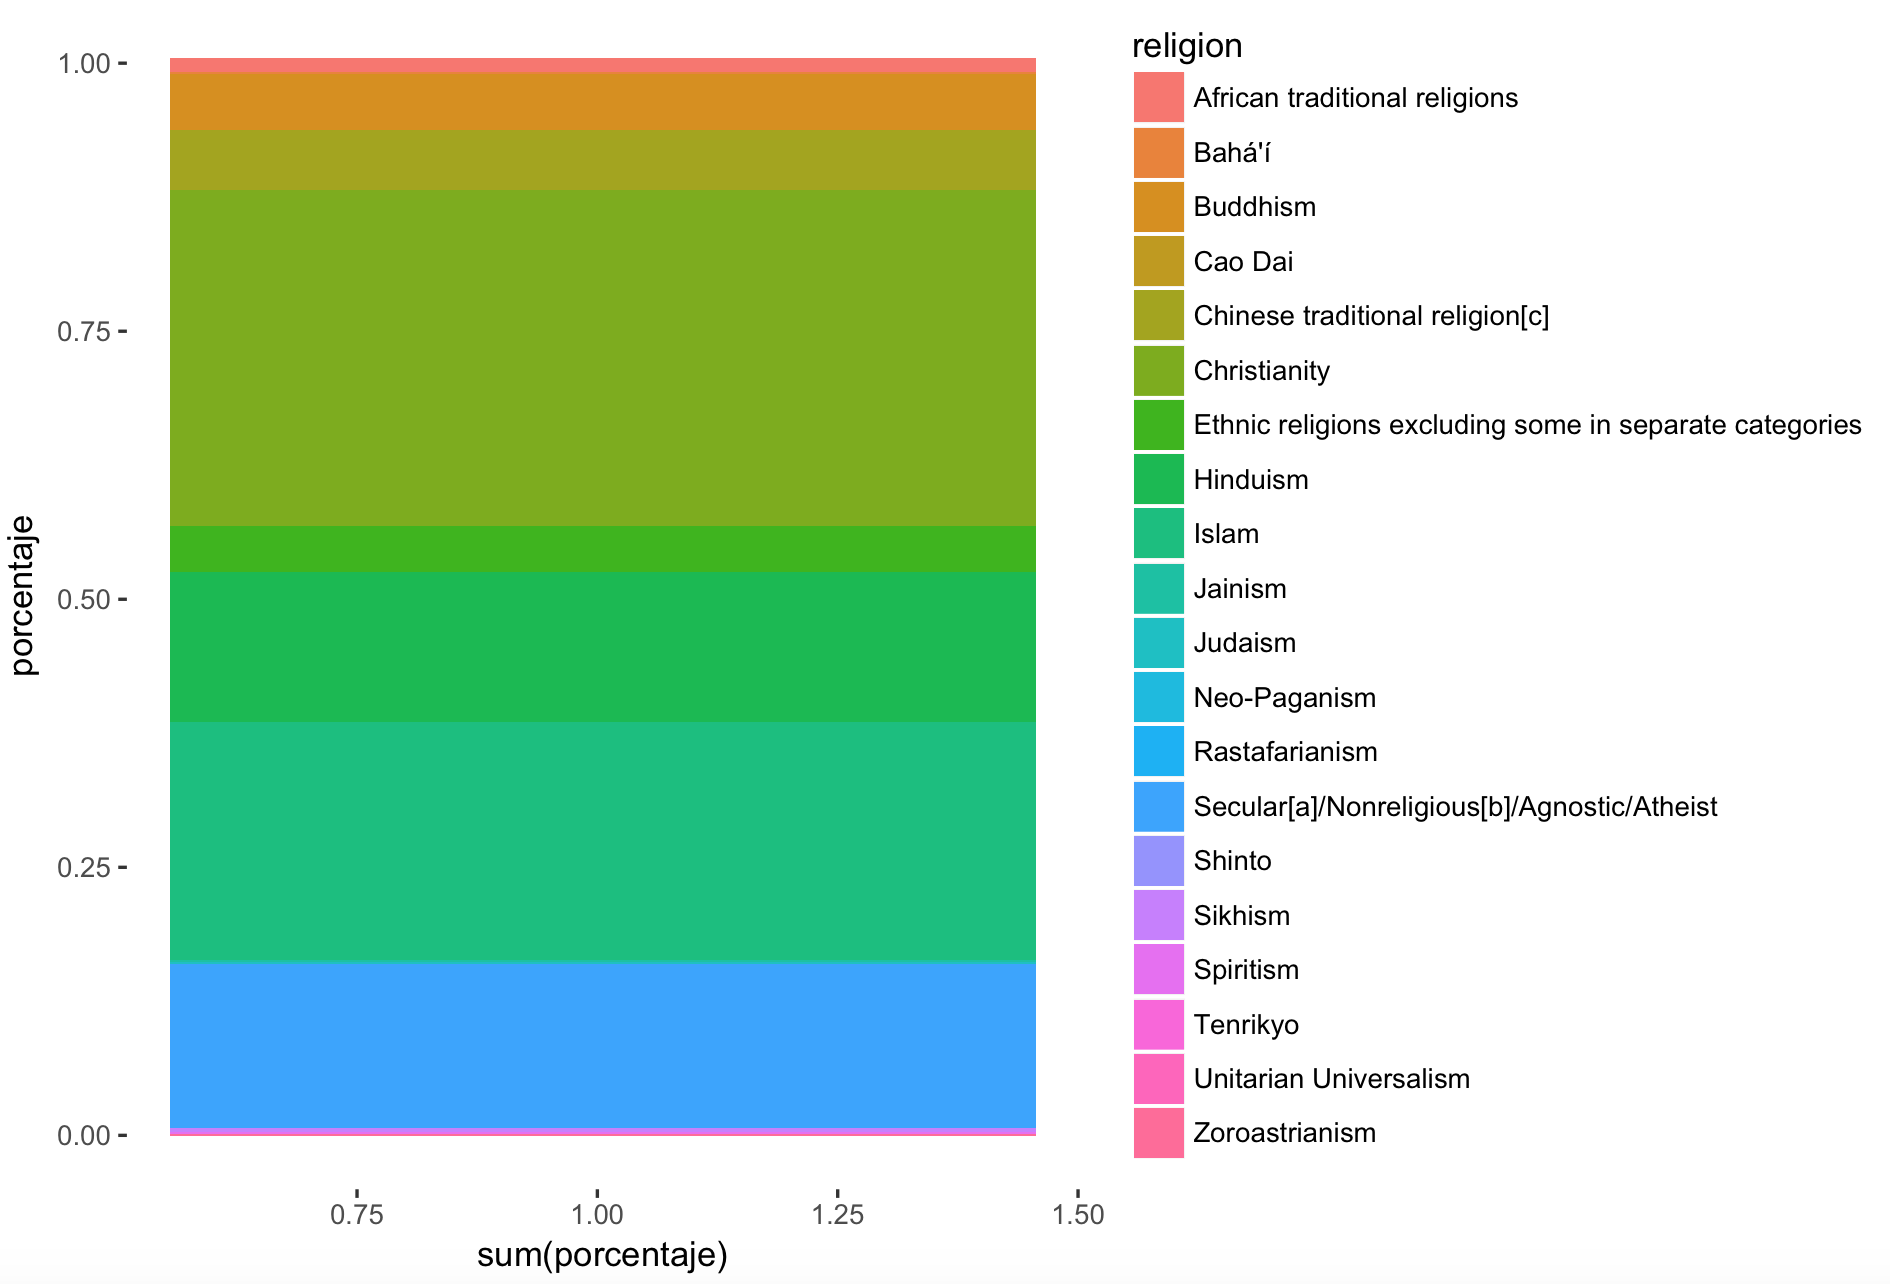 porcentaje
1.00
0.75
0.50
0.25
0.00
0.75
1.00
1.25
1.50
sum(porcentaje)
religion
African traditional religions
Bahá'í
Buddhism
Cao Dai
Chinese traditional religion[c]
Christianity
Ethnic religions excluding some in separate categories
Hinduism
Islam
Jainism
Judaism
Neo-Paganism
Rastafarianism
Secular[a]/Nonreligious[b]/Agnostic/Atheist
Shinto
Sikhism
Spiritism
Tenrikyo
Unitarian Universalism
Zoroastrianism